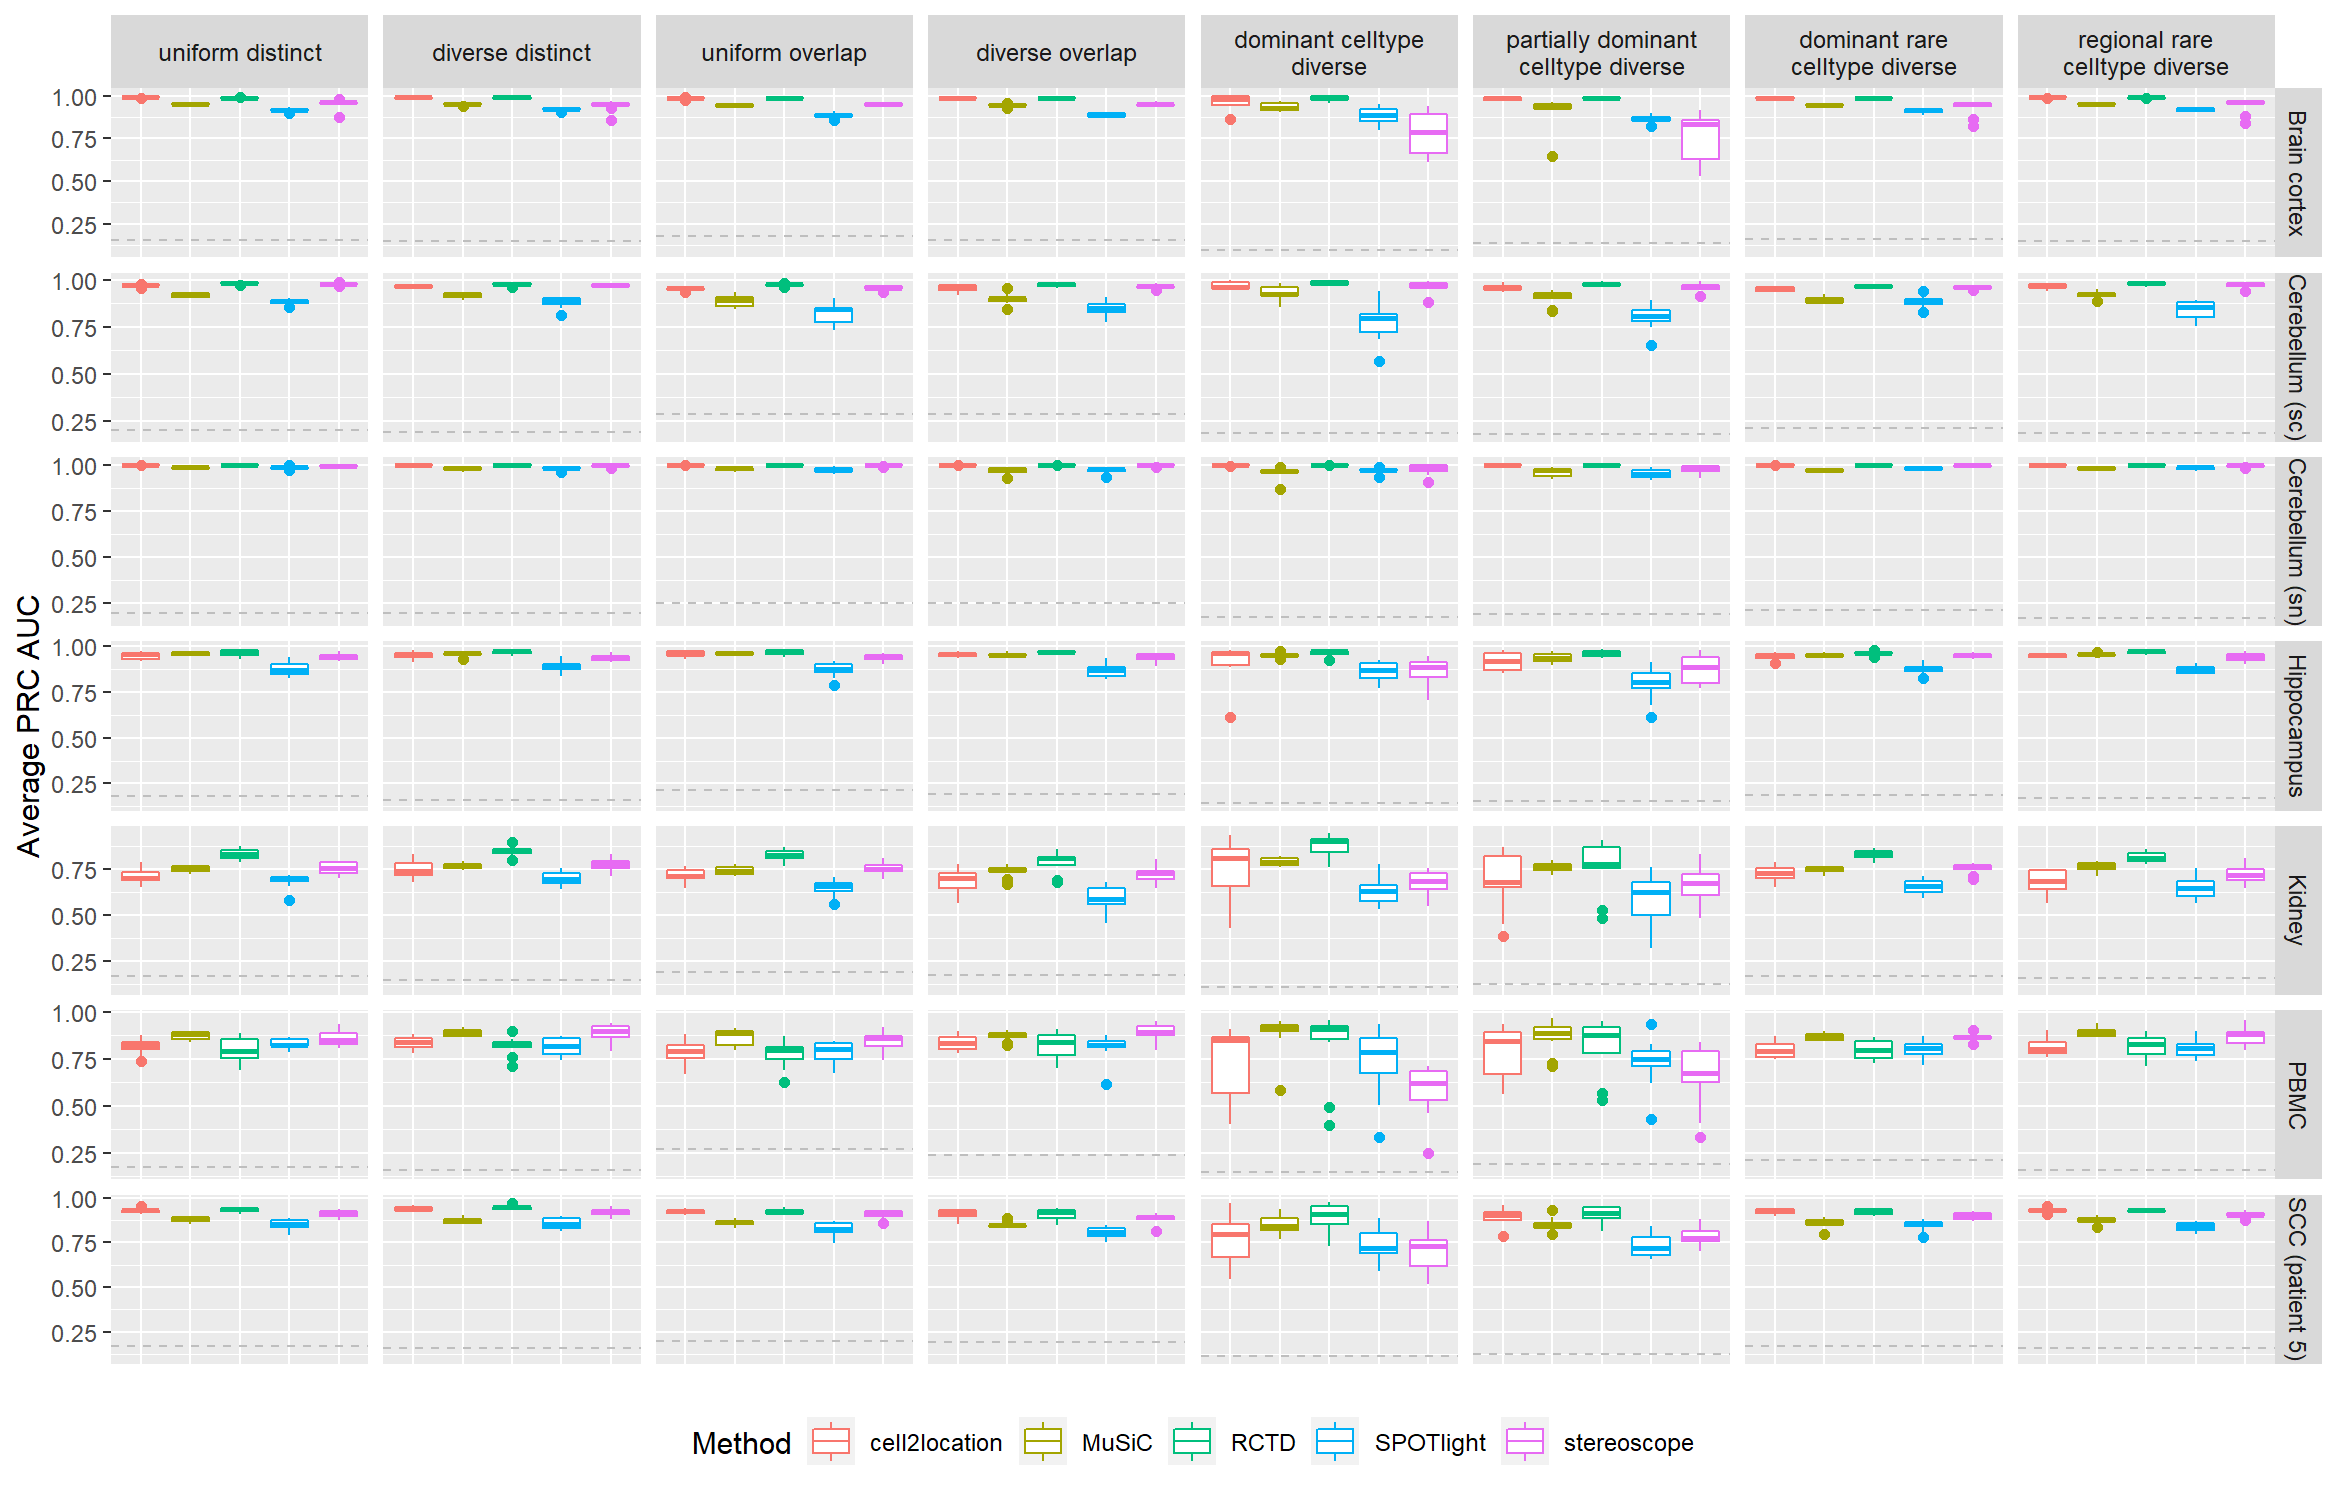 uniform distinct
diverse distinct
uniform overlap
diverse overlap
dominant celltype
diverse
partially dominant
celltype diverse
dominant rare
celltype diverse
regional rare
celltype diverse
Average PRC AUC
1.00
0.75
0.50
0.25
Brain cortex
1.00
0.75
0.50
0.25
Cerebellum (sc)
1.00
0.75
0.50
0.25
Cerebellum (sn)
1.00
0.75
0.50
0.25
Hippocampus
0.75
0.50
0.25
Kidney
1.00
0.75
0.50
0.25
PBMC
1.00
0.75
0.50
0.25
SCC (patient 5)
Method cell2location MuSiC RCTD SPOTlight stereoscope